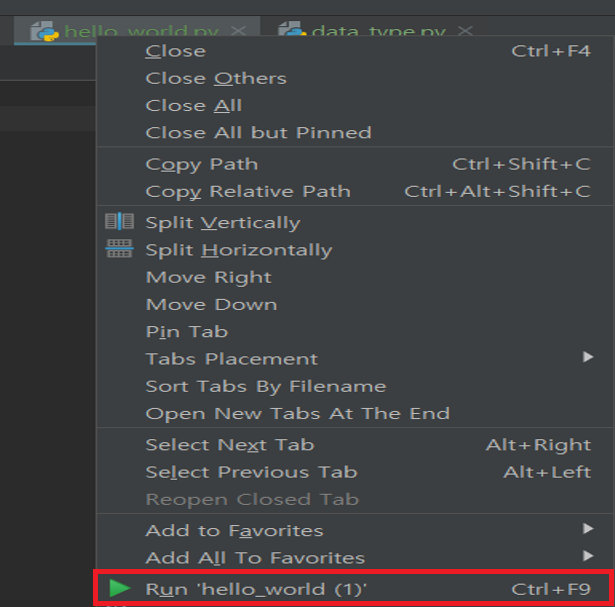 hello_world.py data_type.py
Close Ctrl+F4
Close Others
Close All
Close All but Pinned
Copy Path Ctrl+Shift+C
Copy Relative Path Ctrl+Alt+Shift+C
Split Vertically
Split Horizontally
Move Right
Move Down
Pin Tab
Tabs Placement
Sort Tabs By Filename
Open New Tabs At The End
Select Next Tab Alt+Right
Select Previous Tab Alt+Left
Reopen Closed Tab
Add to Favorites
Add All To Favorites
Run 'hello_world (1)' Ctrl+F9